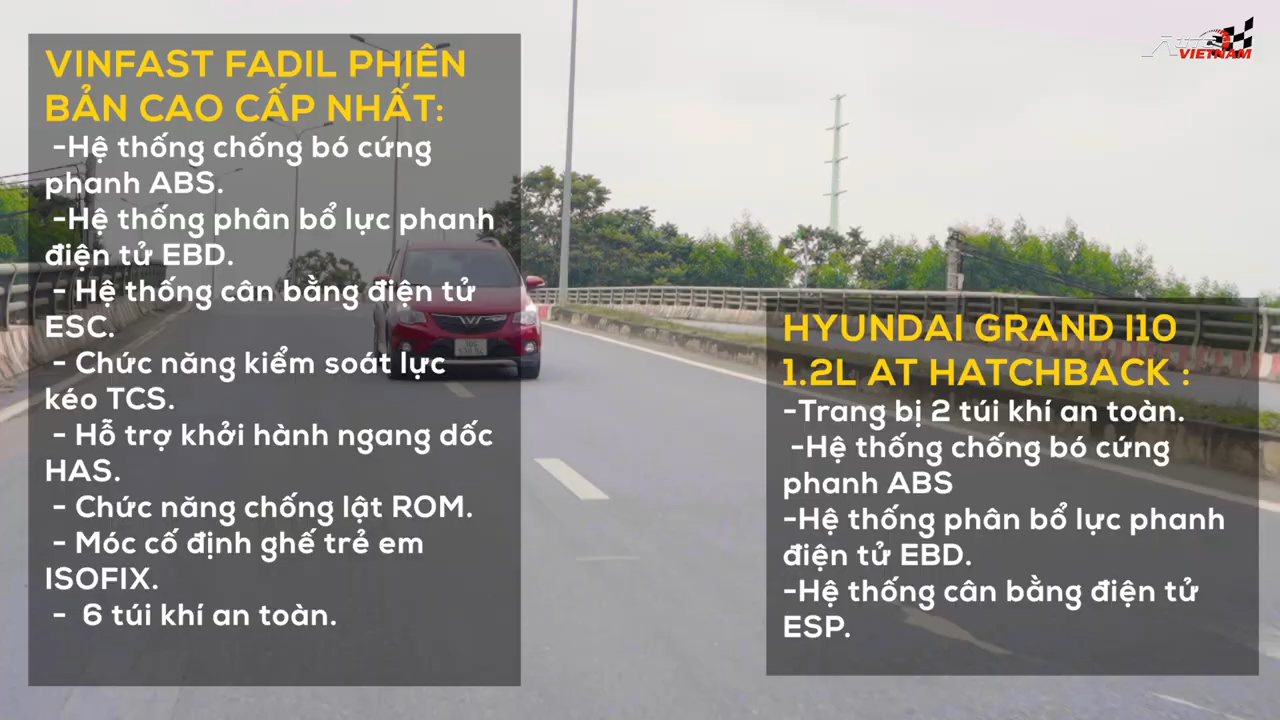 VINFAST FADIL PHIÊN
BẢN CAO CẤP NHẤT:
-Hệ thống chống bó cứng
phanh ABS.
-Hệ thống phân bổ lực phanh
điện tử EBD.
- Hệ thống cân bằng điện tử
ESC.
- Chức năng kiểm soát lực
kéo TCS.
- Hỗ trợ khởi hành ngang dốc
HAS.
- Chức năng chống lật ROM.
- Móc cố định ghế trẻ em
ISOFIX.
- 6 túi khí an toàn.
AUTO
VIETNAM
HYUNDAI GRAND I10
1.2L AT HATCHBACK :
-Trang bị 2 túi khí an toàn.
-Hệ thống chống bó cứng
phanh ABS
-Hệ thống phân bổ lực phanh
điện tử EBD.
-Hệ thống cân bằng điện tử
ESP.